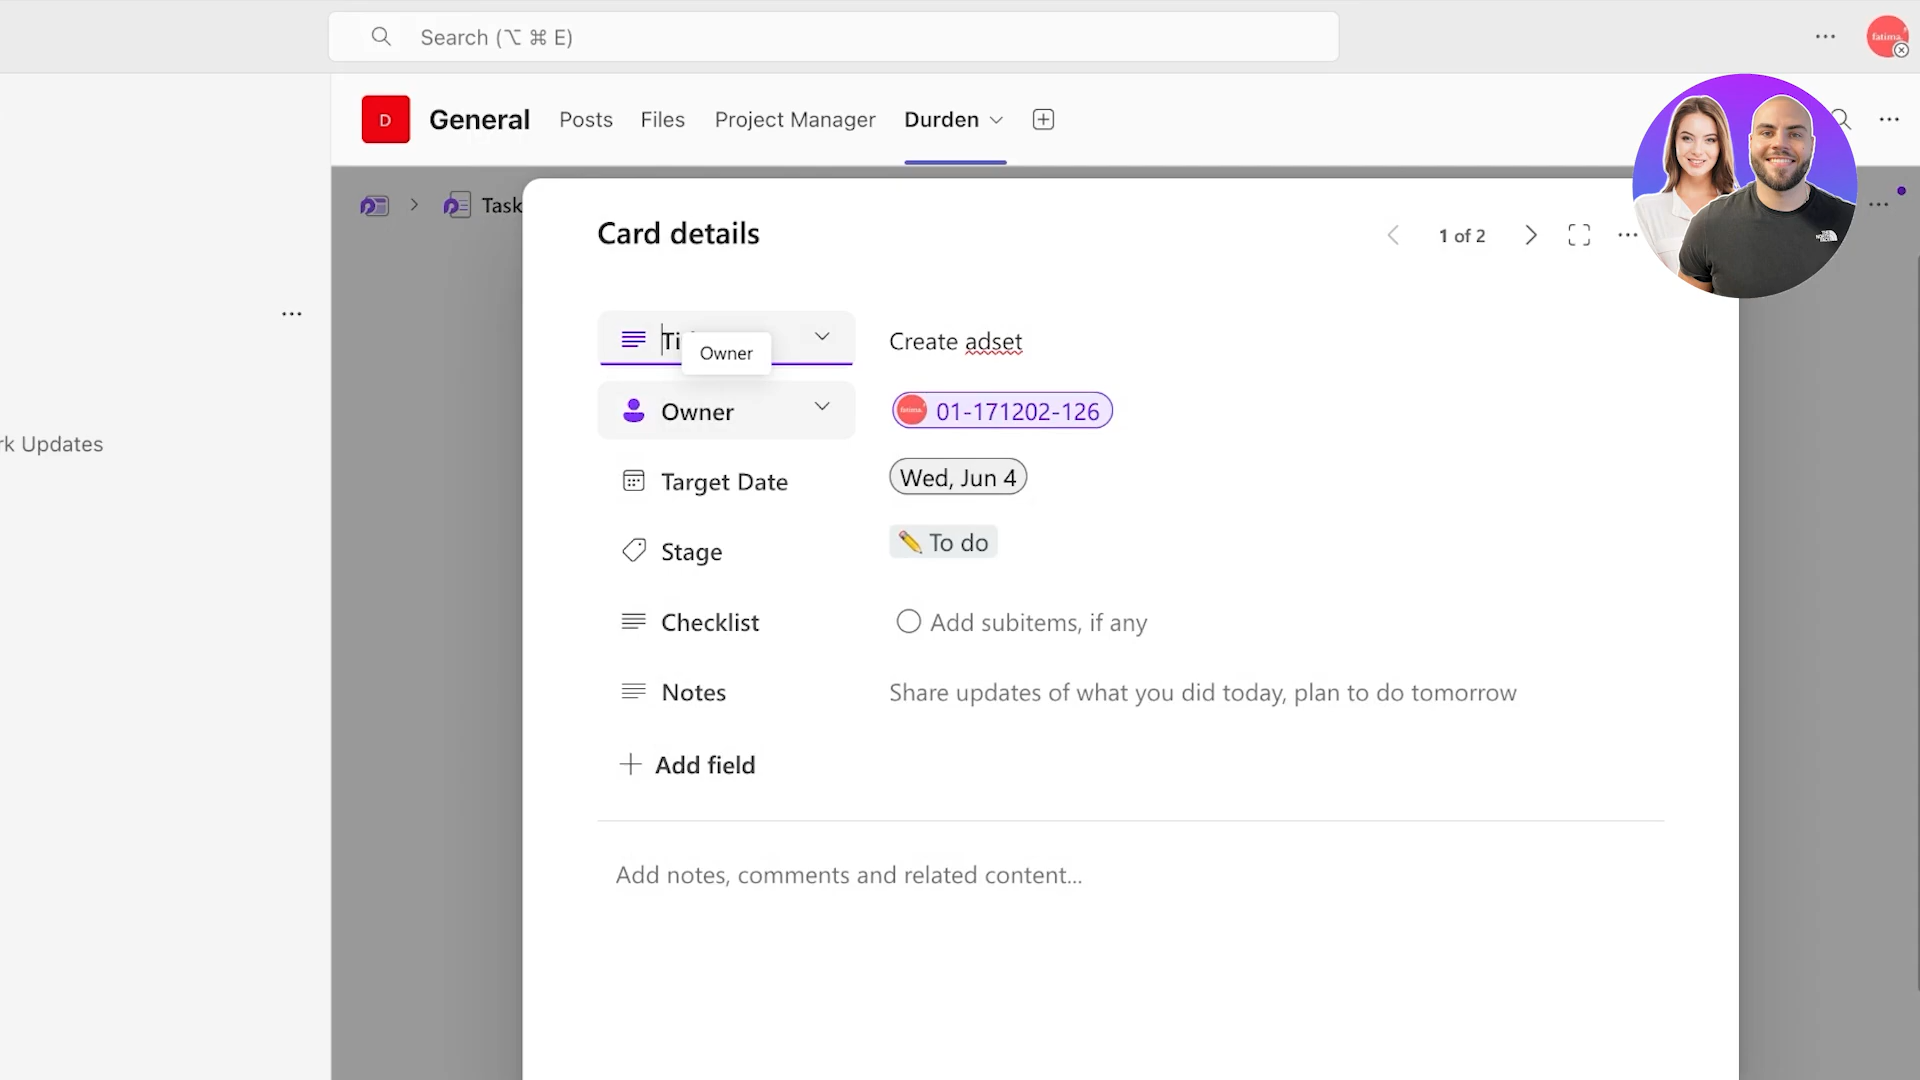 Search (⌥ ⌘ E)
fatima.
D
General
Posts
Files
Project Manager
Durden
Task
Card details
1 of 2
Ti
Owner
Create adset
Owner
01-171202-126
rk Updates
Target Date
Wed, Jun 4
Stage
✏️ To do
Checklist
Add subitems, if any
Notes
Share updates of what you did today, plan to do tomorrow
+ Add field
Add notes, comments and related content...